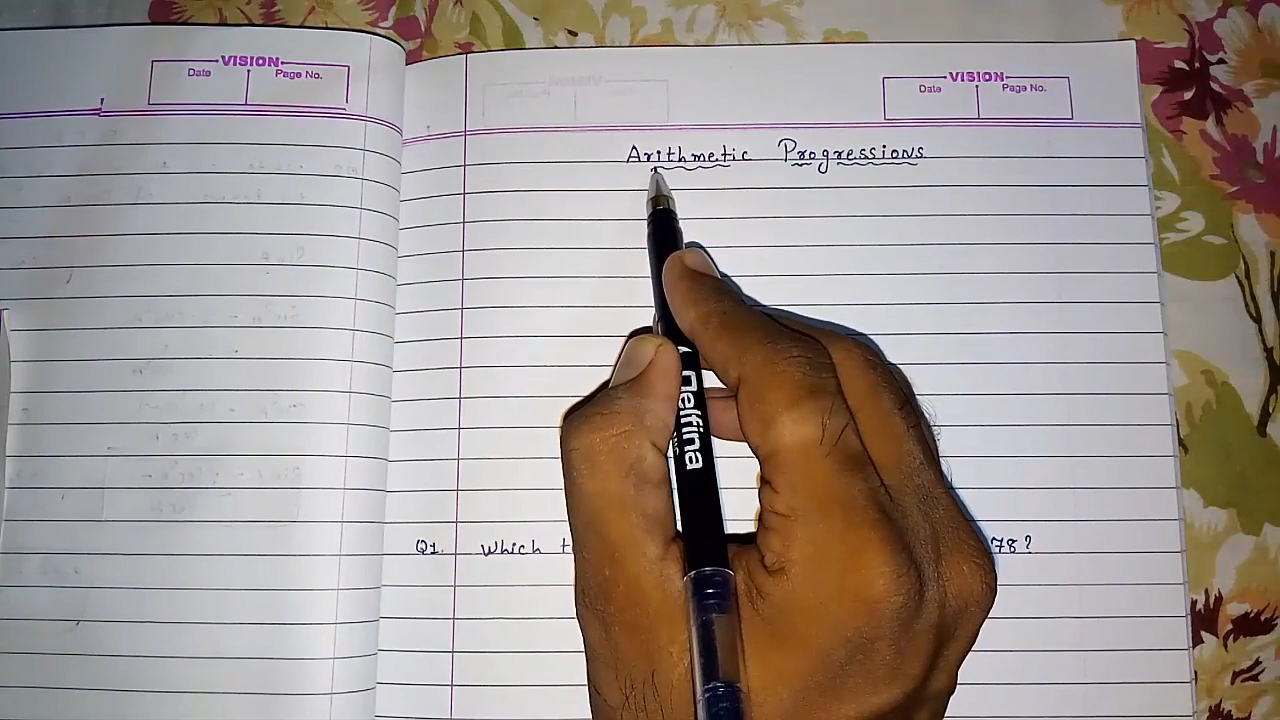 VISION
Date Page No.
VISION
Date Page No.
Arithmetic Progressions
Delfina
Q1. Which t 78?